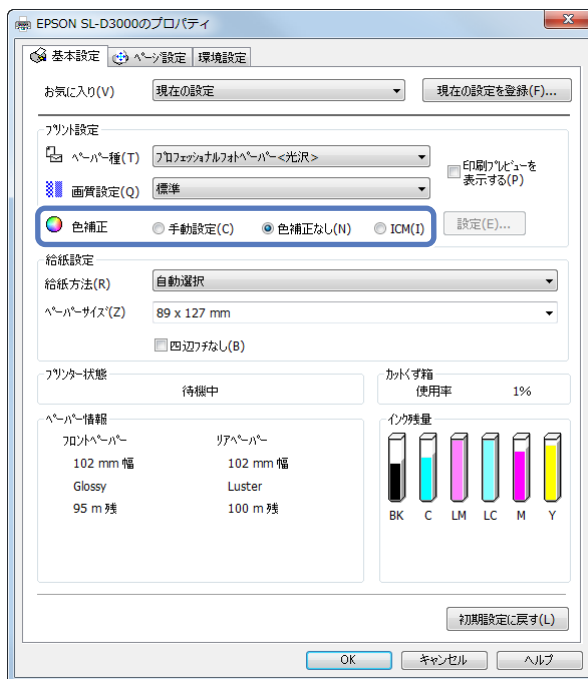 EPSON SL-D3000のプロパティ
基本設定 ページ設定 環境設定
お気に入り(V) 現在の設定 現在の設定を登録(F)...
プリント設定
ペーパー種(T) プロフェッショナルフォトペーパー<光沢>
印刷プレビューを
表示する(P)
画質設定(Q) 標準
色補正 手動設定(C) 色補正なし(N) ICM(I) 設定(E)...
給紙設定
給紙方法(R) 自動選択
ペーパーサイズ(Z) 89 x 127 mm
四辺フチなし(B)
プリンター状態
待機中
カットくず箱
使用率 1%
ペーパー情報
フロントペーパー リアペーパー
102 mm 幅 102 mm 幅
Glossy Luster
95 m 残 100 m 残
インク残量
BK C LM LC M Y
初期設定に戻す(L)
OK キャンセル ヘルプ